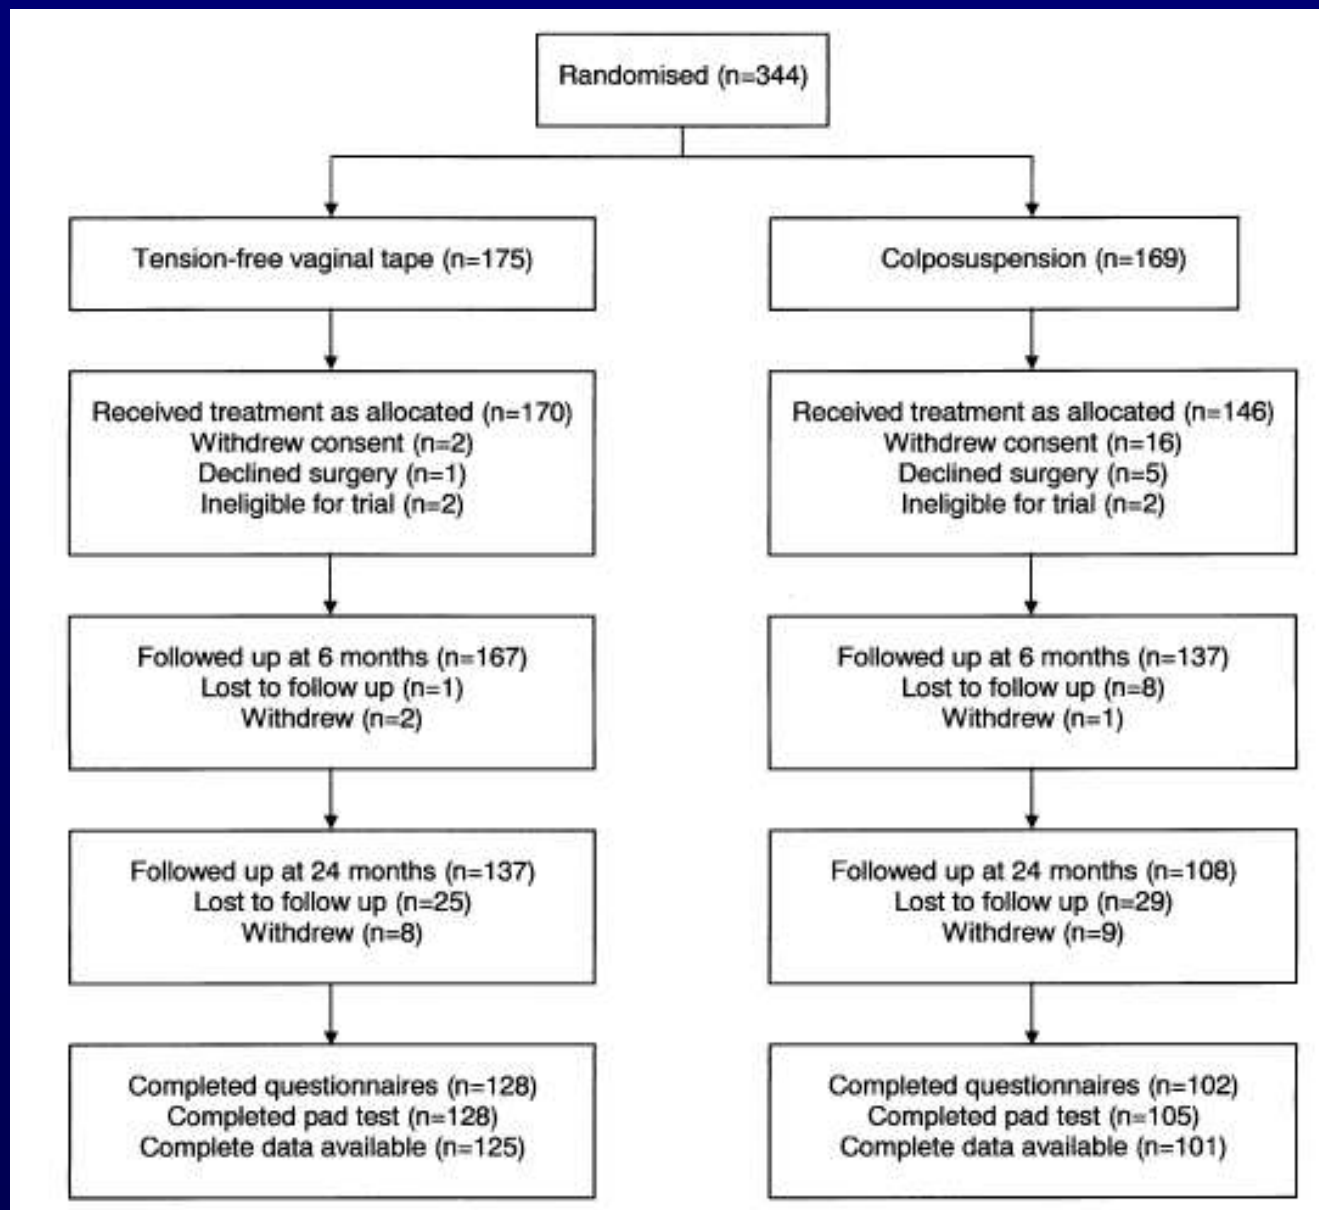 Randomised (n=344)
Tension-free vaginal tape (n=175)
Colposuspension (n=169)
Received treatment as allocated (n=170)
Withdrew consent (n=2)
Declined surgery (n=1)
Ineligible for trial (n=2)
Received treatment as allocated (n=146)
Withdrew consent (n=16)
Declined surgery (n=5)
Ineligible for trial (n=2)
Followed up at 6 months (n=167)
Lost to follow up (n=1)
Withdrew (n=2)
Followed up at 6 months (n=137)
Lost to follow up (n=8)
Withdrew (n=1)
Followed up at 24 months (n=137)
Lost to follow up (n=25)
Withdrew (n=8)
Followed up at 24 months (n=108)
Lost to follow up (n=29)
Withdrew (n=9)
Completed questionnaires (n=128)
Completed pad test (n=128)
Complete data available (n=125)
Completed questionnaires (n=102)
Completed pad test (n=105)
Complete data available (n=101)